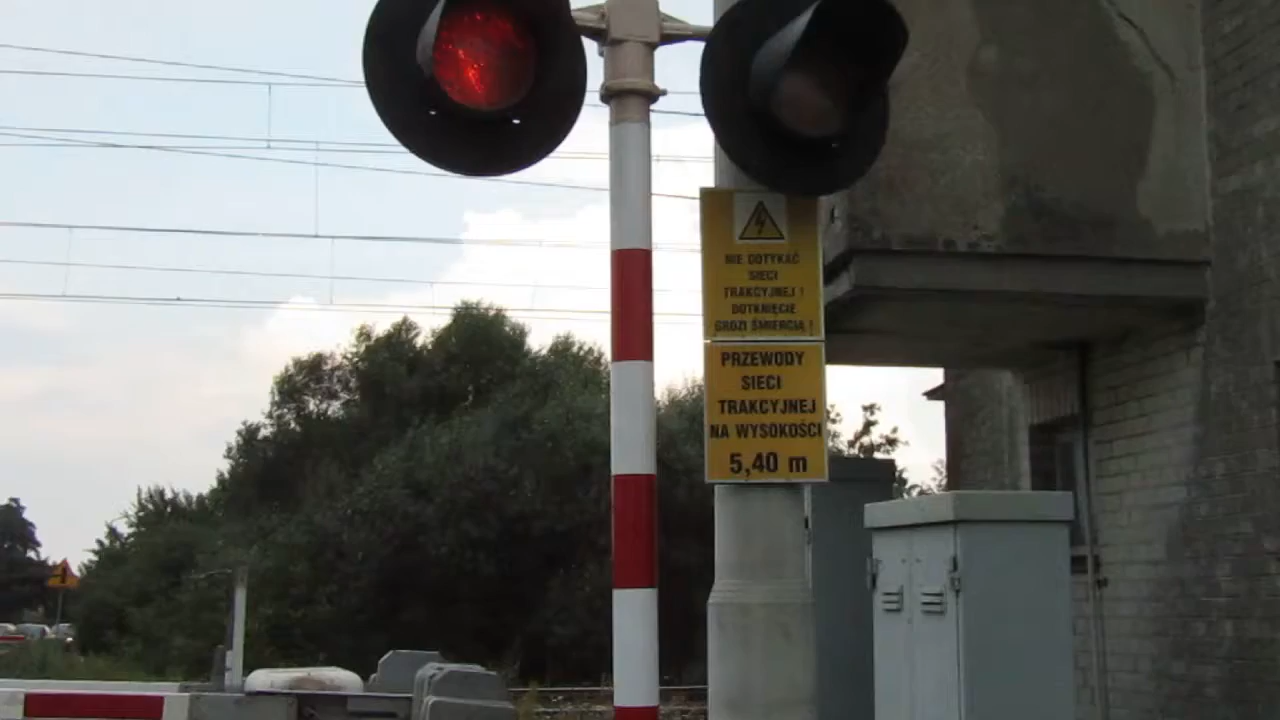 NIE DOTYKAĆ
SIECI
TRAKCYJNEJ !
DOTKNIĘCIE
GROZI ŚMIERCIĄ !
PRZEWODY
SIECI
TRAKCYJNEJ
NA WYSOKOŚCI
5,40 m